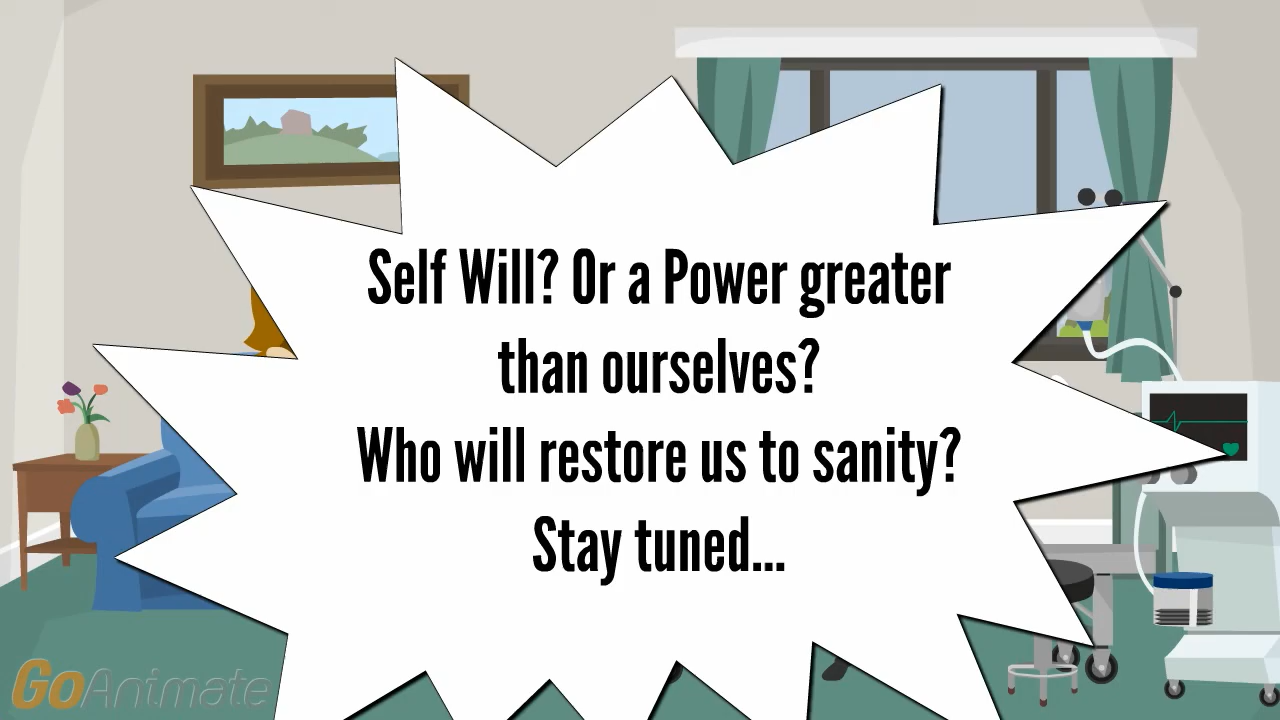 Self Will? Or a Power greater
than ourselves?
Who will restore us to sanity?
Stay tuned...
GoAnimate